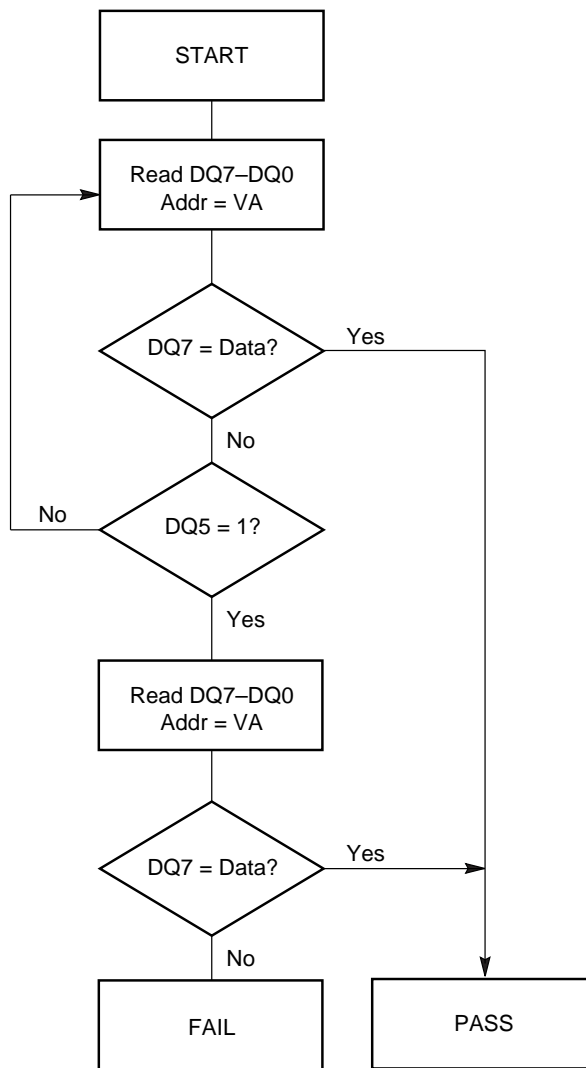 START
Read DQ7–DQ0
Addr = VA
DQ7 = Data?
Yes
No
DQ5 = 1?
No
Yes
Read DQ7–DQ0
Addr = VA
DQ7 = Data?
Yes
No
FAIL
PASS